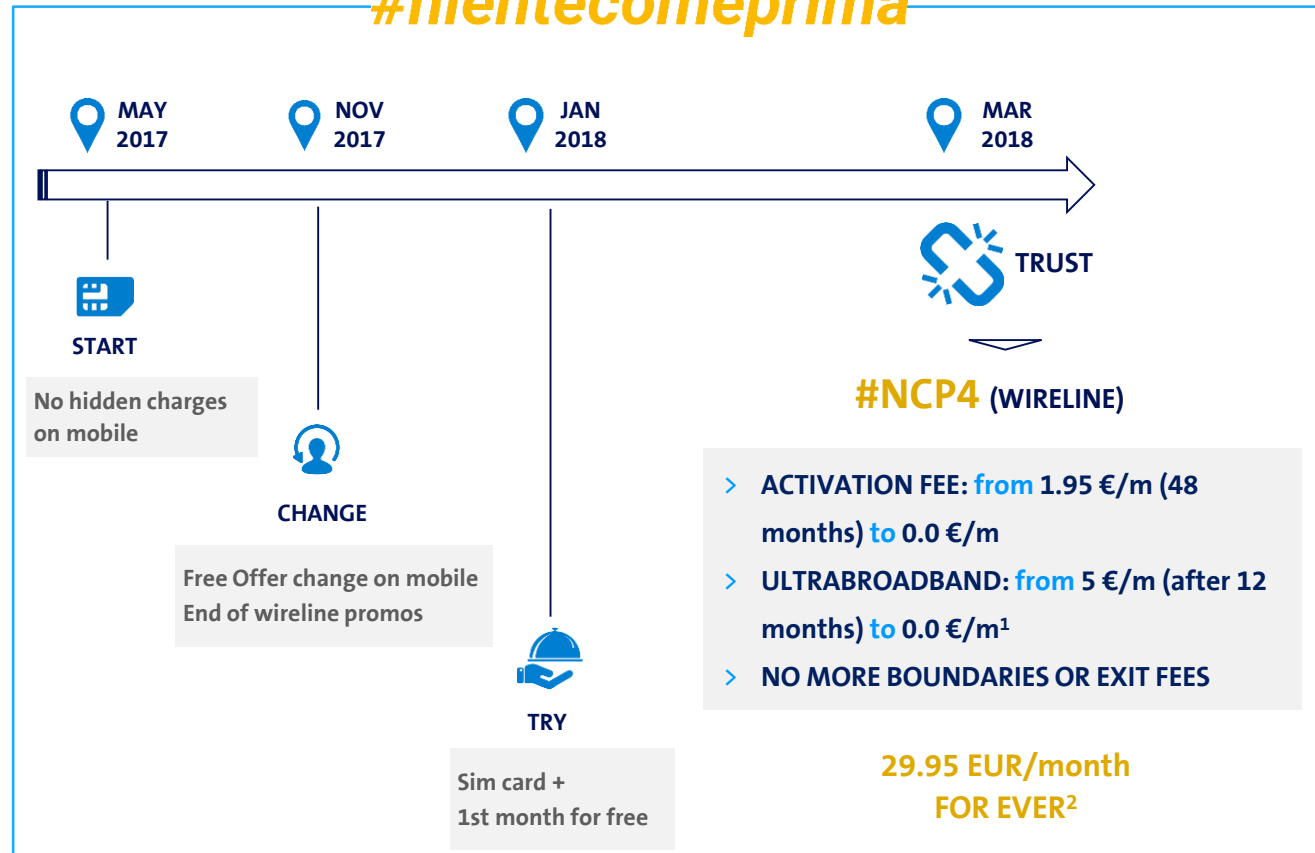 #nientecomeprima
MAY
2017
NOV
2017
JAN
2018
MAR
2018
START
No hidden charges
on mobile
CHANGE
Free Offer change on mobile
End of wireline promos
TRY
Sim card +
1st month for free
TRUST
#NCP4 (WIRELINE)
> ACTIVATION FEE: from 1.95 €/m (48
months) to 0.0 €/m
> ULTRABROADBAND: from 5 €/m (after 12
months) to 0.0 €/m¹
> NO MORE BOUNDARIES OR EXIT FEES
29.95 EUR/month
FOR EVER²